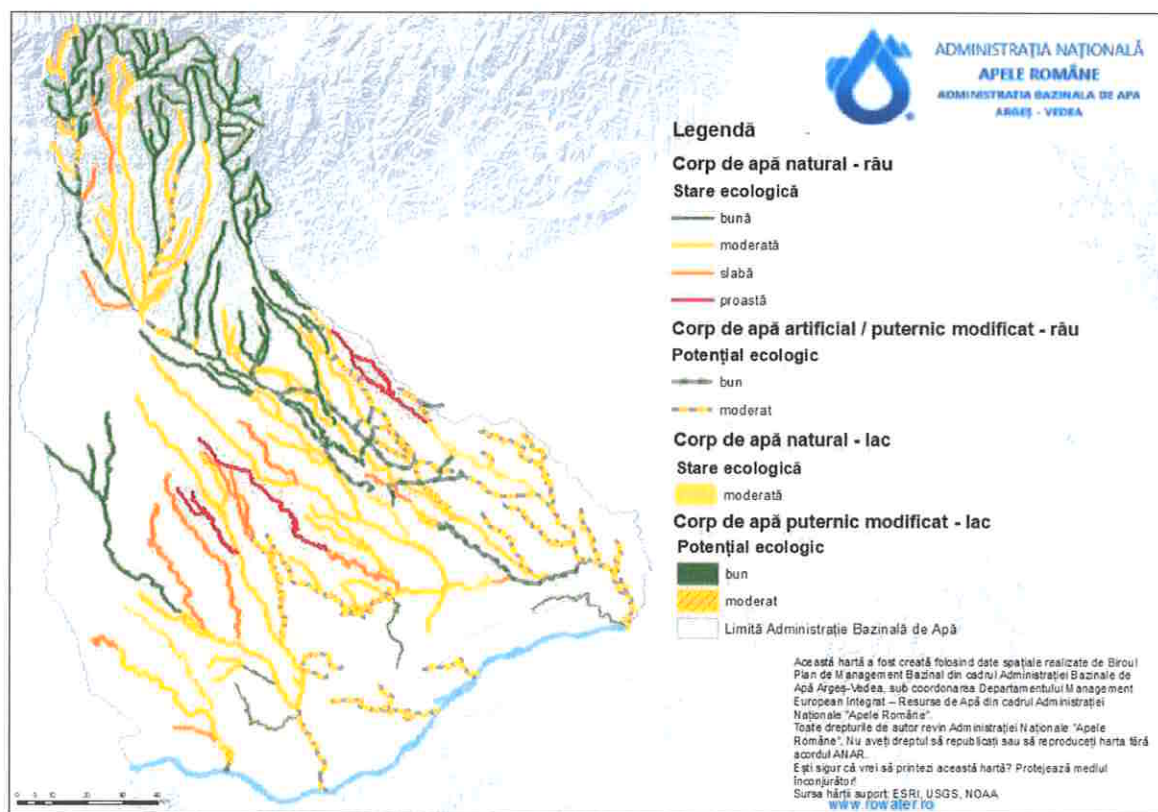 ADMINISTRAȚIA NAȚIONALĂ
APELE ROMÂNE
ADMINISTRAȚIA BAZINALA DE APA
ARGEȘ - VEDEA
Legendă
Corp de apă natural - râu
Stare ecologică
bună
moderată
slabă
proastă
Corp de apă artificial / puternic modificat - râu
Potențial ecologic
bun
moderat
Corp de apă natural - lac
Stare ecologică
moderată
Corp de apă puternic modificat - lac
Potențial ecologic
bun
moderat
Limită Administrație Bazinală de Apă
Această hartă a fost creată folosind date spațiale realizate de Biroul
Plan de Management Bazinal din cadrul Administrației Bazinale de
Apă Argeș-Vedea, sub coordonarea Departamentului Management
European Integrat – Resurse de Apă din cadrul Administrației
Naționale "Apele Române".
Toate drepturile de autor revin Administrației Naționale "Apele
Române". Nu aveți dreptul să republicați sau să reproduceți harta fără
acordul ANAR.
Ești sigur că vrei să printezi această hartă? Protejează mediul
înconjurător!
Sursa hărții suport: ESRI, USGS, NOAA
www.rowater.ro